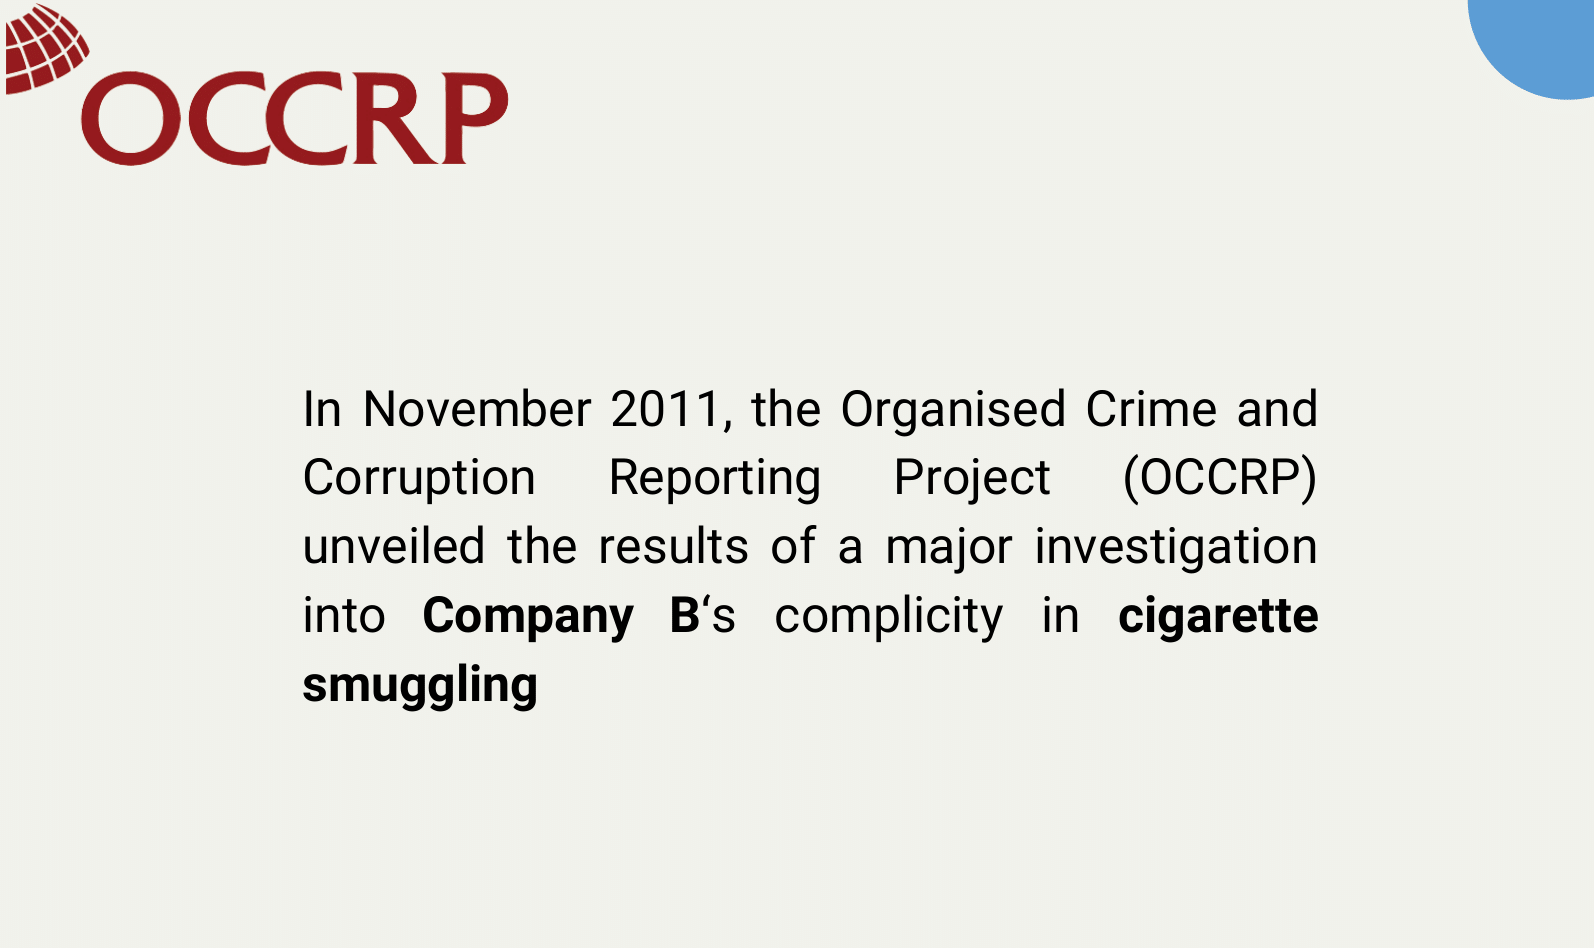 OCCRP
In November 2011, the Organised Crime and
Corruption Reporting Project (OCCRP)
unveiled the results of a major investigation
into Company B‘s complicity in cigarette
smuggling